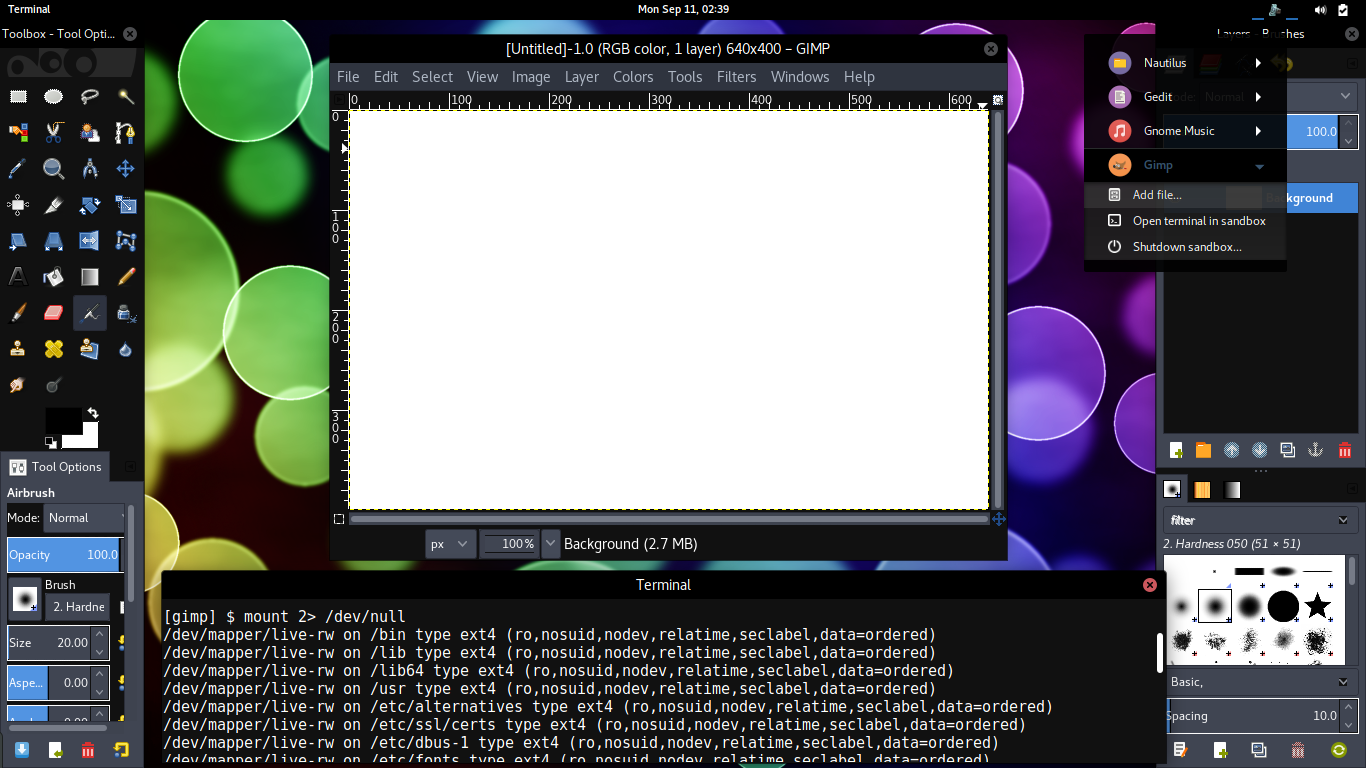 Terminal
Mon Sep 11, 02:39
Toolbox - Tool Opti...
Tool Options
Airbrush
Mode: Normal
Opacity 100.0
Brush
2. Hardne
Size 20.00
Aspe... 0.00
[Untitled]-1.0 (RGB color, 1 layer) 640x400 – GIMP
File Edit Select View Image Layer Colors Tools Filters Windows Help
0 100 200 300 400 500 600
0
100
200
300
px 100% Background (2.7 MB)
Layers - Brushes
Nautilus
Gedit
Mode: Normal
Gnome Music
100.0
Gimp
Add file...
Background
Open terminal in sandbox
Shutdown sandbox...
filter
2. Hardness 050 (51 × 51)
Basic,
Spacing 10.0
Terminal
[gimp] $ mount 2> /dev/null
/dev/mapper/live-rw on /bin type ext4 (ro,nosuid,nodev,relatime,seclabel,data=ordered)
/dev/mapper/live-rw on /lib type ext4 (ro,nosuid,nodev,relatime,seclabel,data=ordered)
/dev/mapper/live-rw on /lib64 type ext4 (ro,nosuid,nodev,relatime,seclabel,data=ordered)
/dev/mapper/live-rw on /usr type ext4 (ro,nosuid,nodev,relatime,seclabel,data=ordered)
/dev/mapper/live-rw on /etc/alternatives type ext4 (ro,nosuid,nodev,relatime,seclabel,data=ordered)
/dev/mapper/live-rw on /etc/ssl/certs type ext4 (ro,nosuid,nodev,relatime,seclabel,data=ordered)
/dev/mapper/live-rw on /etc/dbus-1 type ext4 (ro,nosuid,nodev,relatime,seclabel,data=ordered)
/dev/mapper/live-rw on /etc/fonts type ext4 (ro,nosuid,nodev,relatime,seclabel,data=ordered)